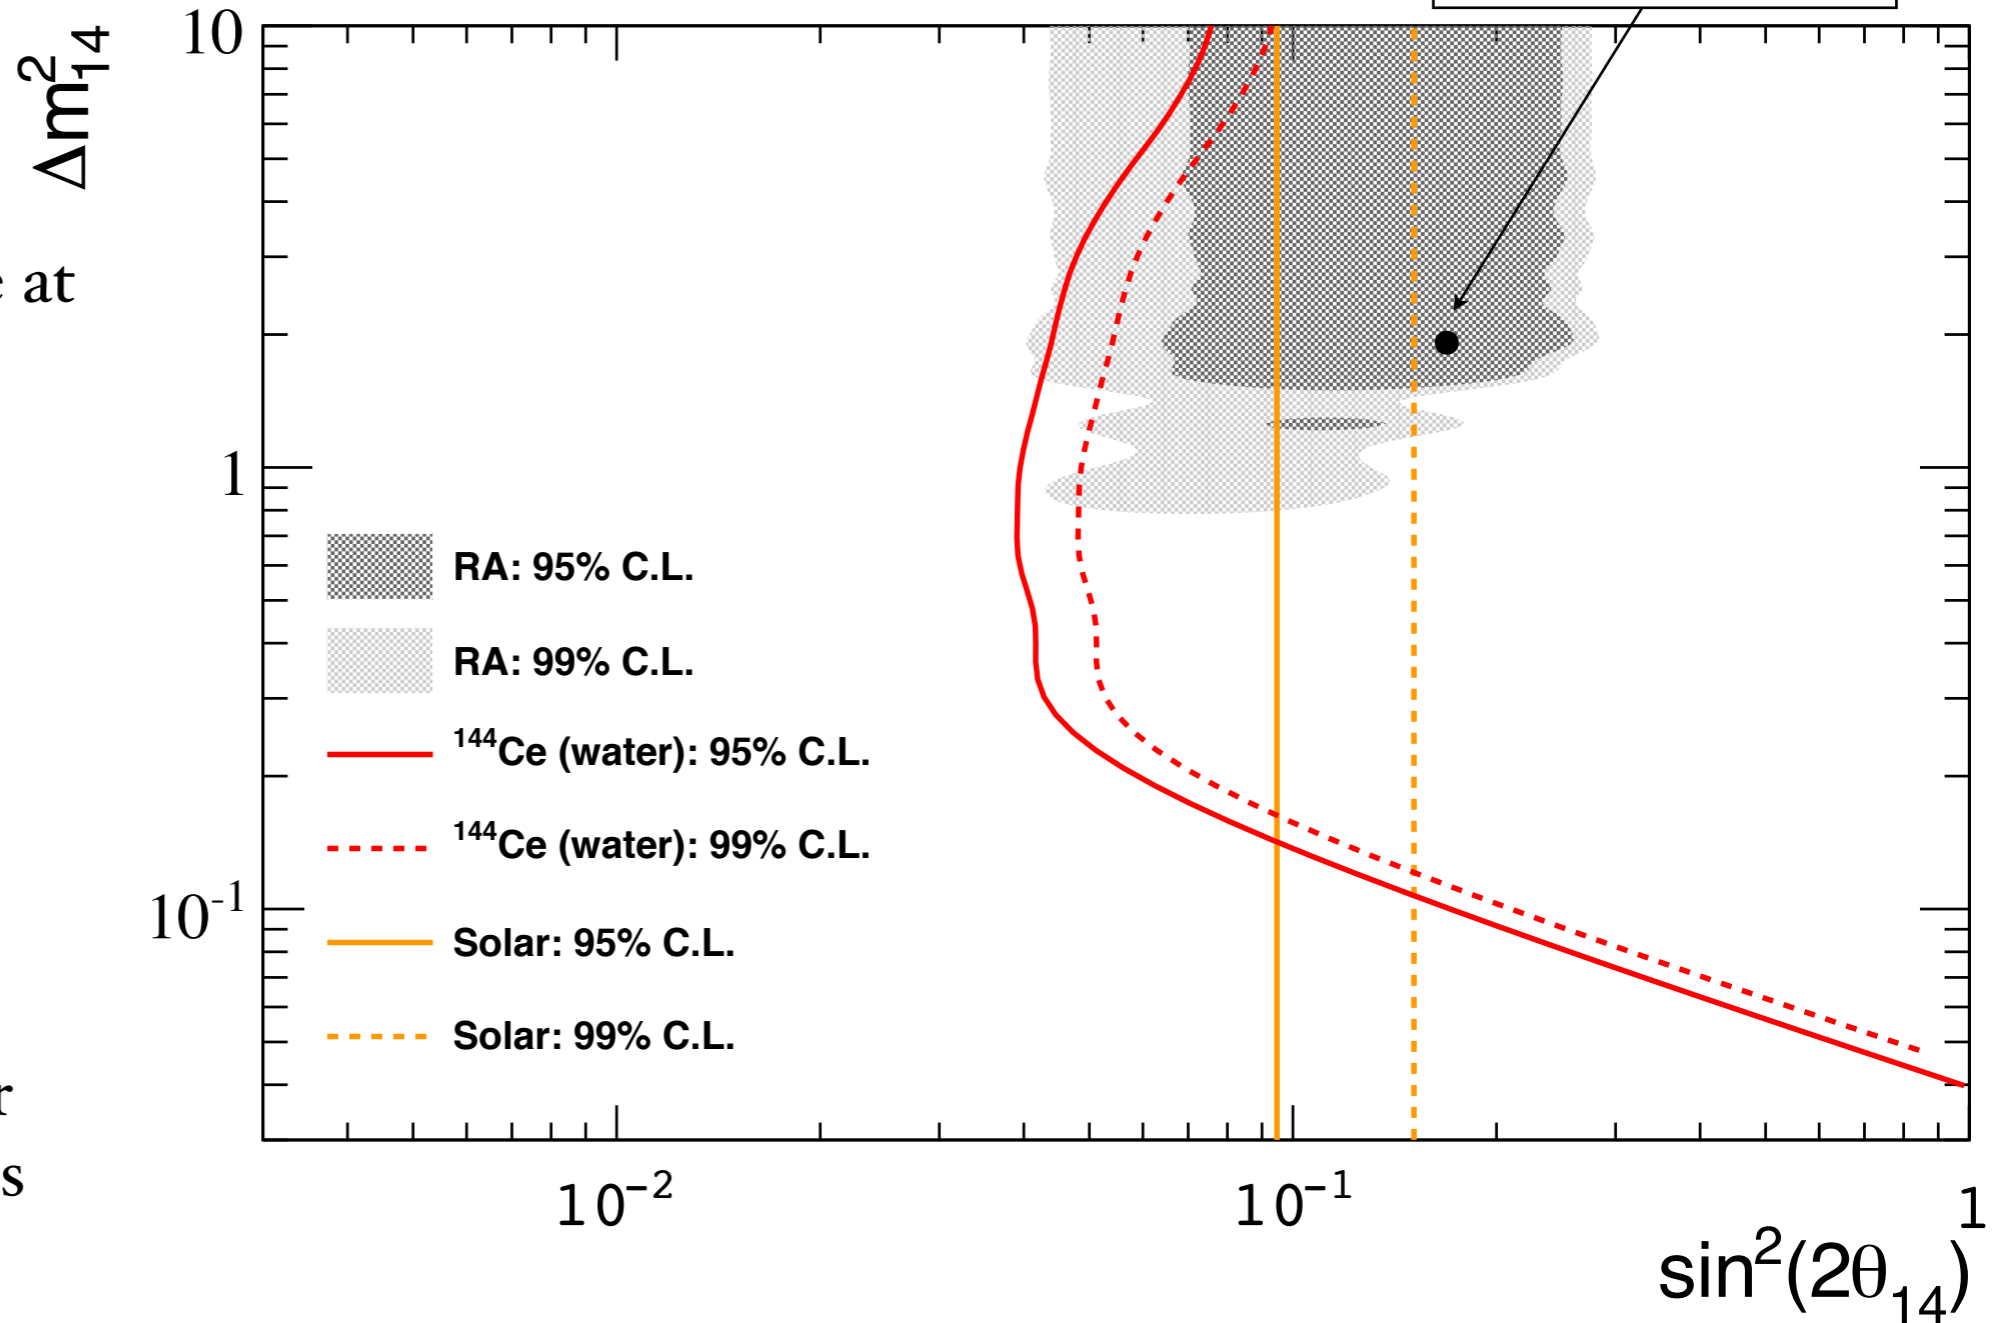 10
Δm²₁₄
at
1
RA: 95% C.L.
RA: 99% C.L.
¹⁴⁴Ce (water): 95% C.L.
¹⁴⁴Ce (water): 99% C.L.
10⁻¹
Solar: 95% C.L.
Solar: 99% C.L.
10⁻² 10⁻¹ 1
sin²(2θ₁₄)